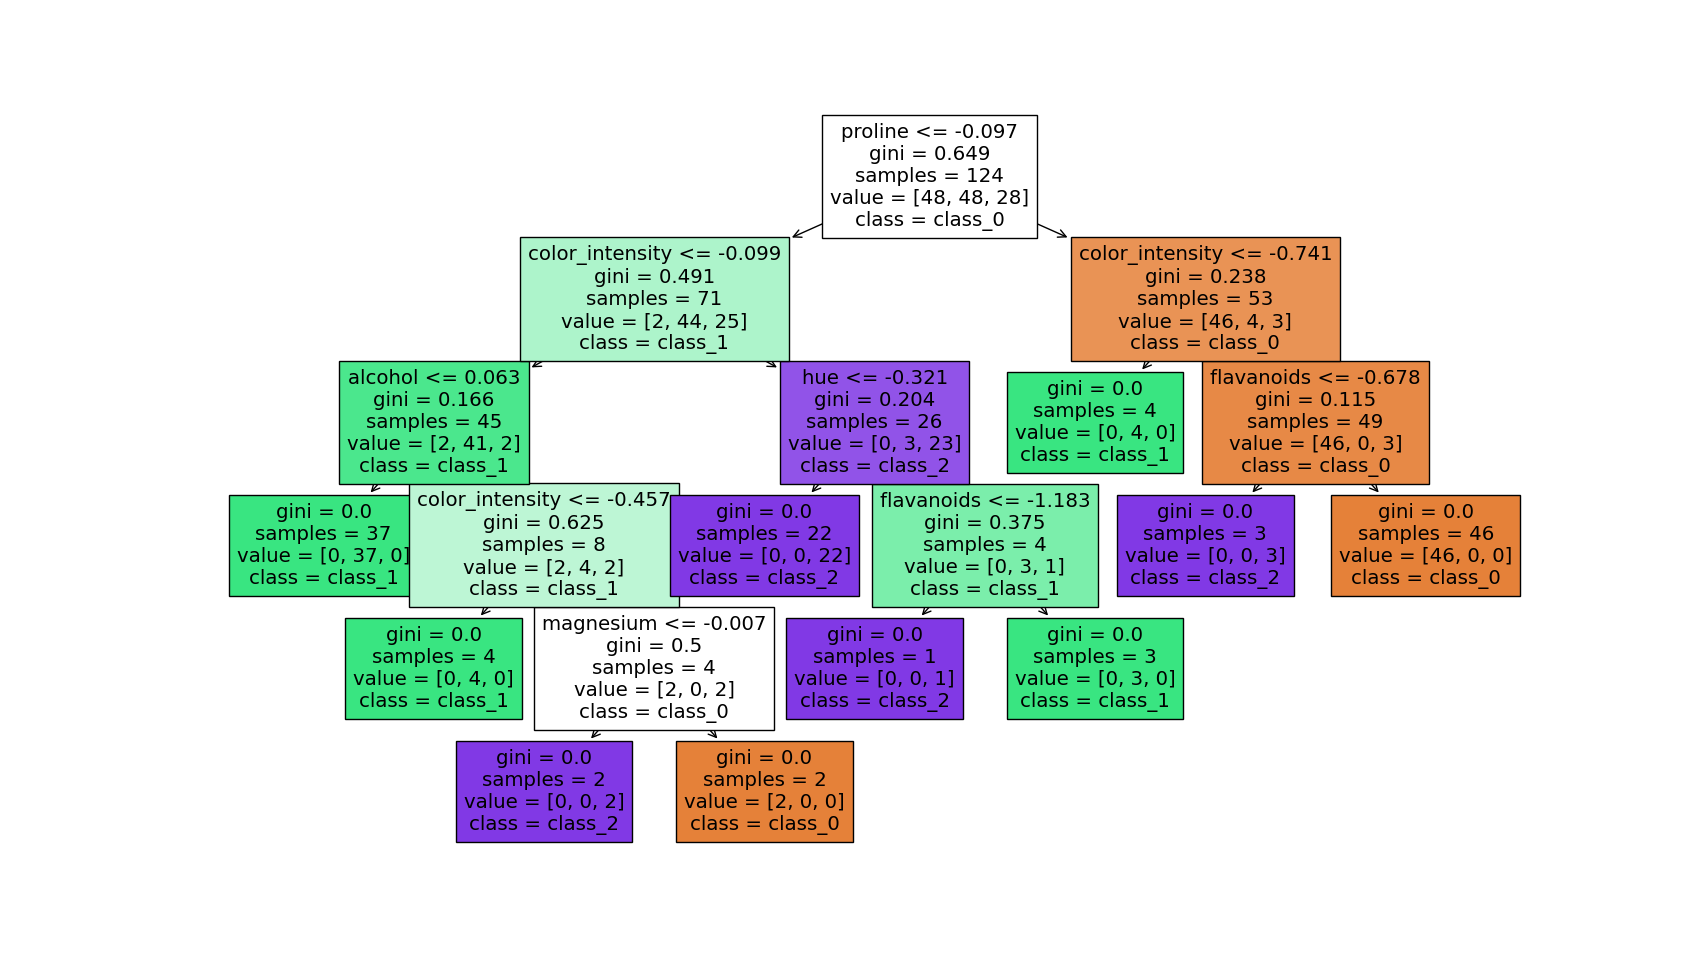 proline <= -0.097
gini = 0.649
samples = 124
value = [48, 48, 28]
class = class_0
color_intensity <= -0.099
gini = 0.491
samples = 71
value = [2, 44, 25]
class = class_1
color_intensity <= -0.741
gini = 0.238
samples = 53
value = [46, 4, 3]
class = class_0
alcohol <= 0.063
gini = 0.166
samples = 45
value = [2, 41, 2]
class = class_1
hue <= -0.321
gini = 0.204
samples = 26
value = [0, 3, 23]
class = class_2
gini = 0.0
samples = 4
value = [0, 4, 0]
class = class_1
flavanoids <= -0.678
gini = 0.115
samples = 49
value = [46, 0, 3]
class = class_0
gini = 0.0
samples = 37
value = [0, 37, 0]
class = class_1
color_intensity <= -0.457
gini = 0.625
samples = 8
value = [2, 4, 2]
class = class_1
gini = 0.0
samples = 22
value = [0, 0, 22]
class = class_2
flavanoids <= -1.183
gini = 0.375
samples = 4
value = [0, 3, 1]
class = class_1
gini = 0.0
samples = 3
value = [0, 0, 3]
class = class_2
gini = 0.0
samples = 46
value = [46, 0, 0]
class = class_0
gini = 0.0
samples = 4
value = [0, 4, 0]
class = class_1
magnesium <= -0.007
gini = 0.5
samples = 4
value = [2, 0, 2]
class = class_0
gini = 0.0
samples = 1
value = [0, 0, 1]
class = class_2
gini = 0.0
samples = 3
value = [0, 3, 0]
class = class_1
gini = 0.0
samples = 2
value = [0, 0, 2]
class = class_2
gini = 0.0
samples = 2
value = [2, 0, 0]
class = class_0